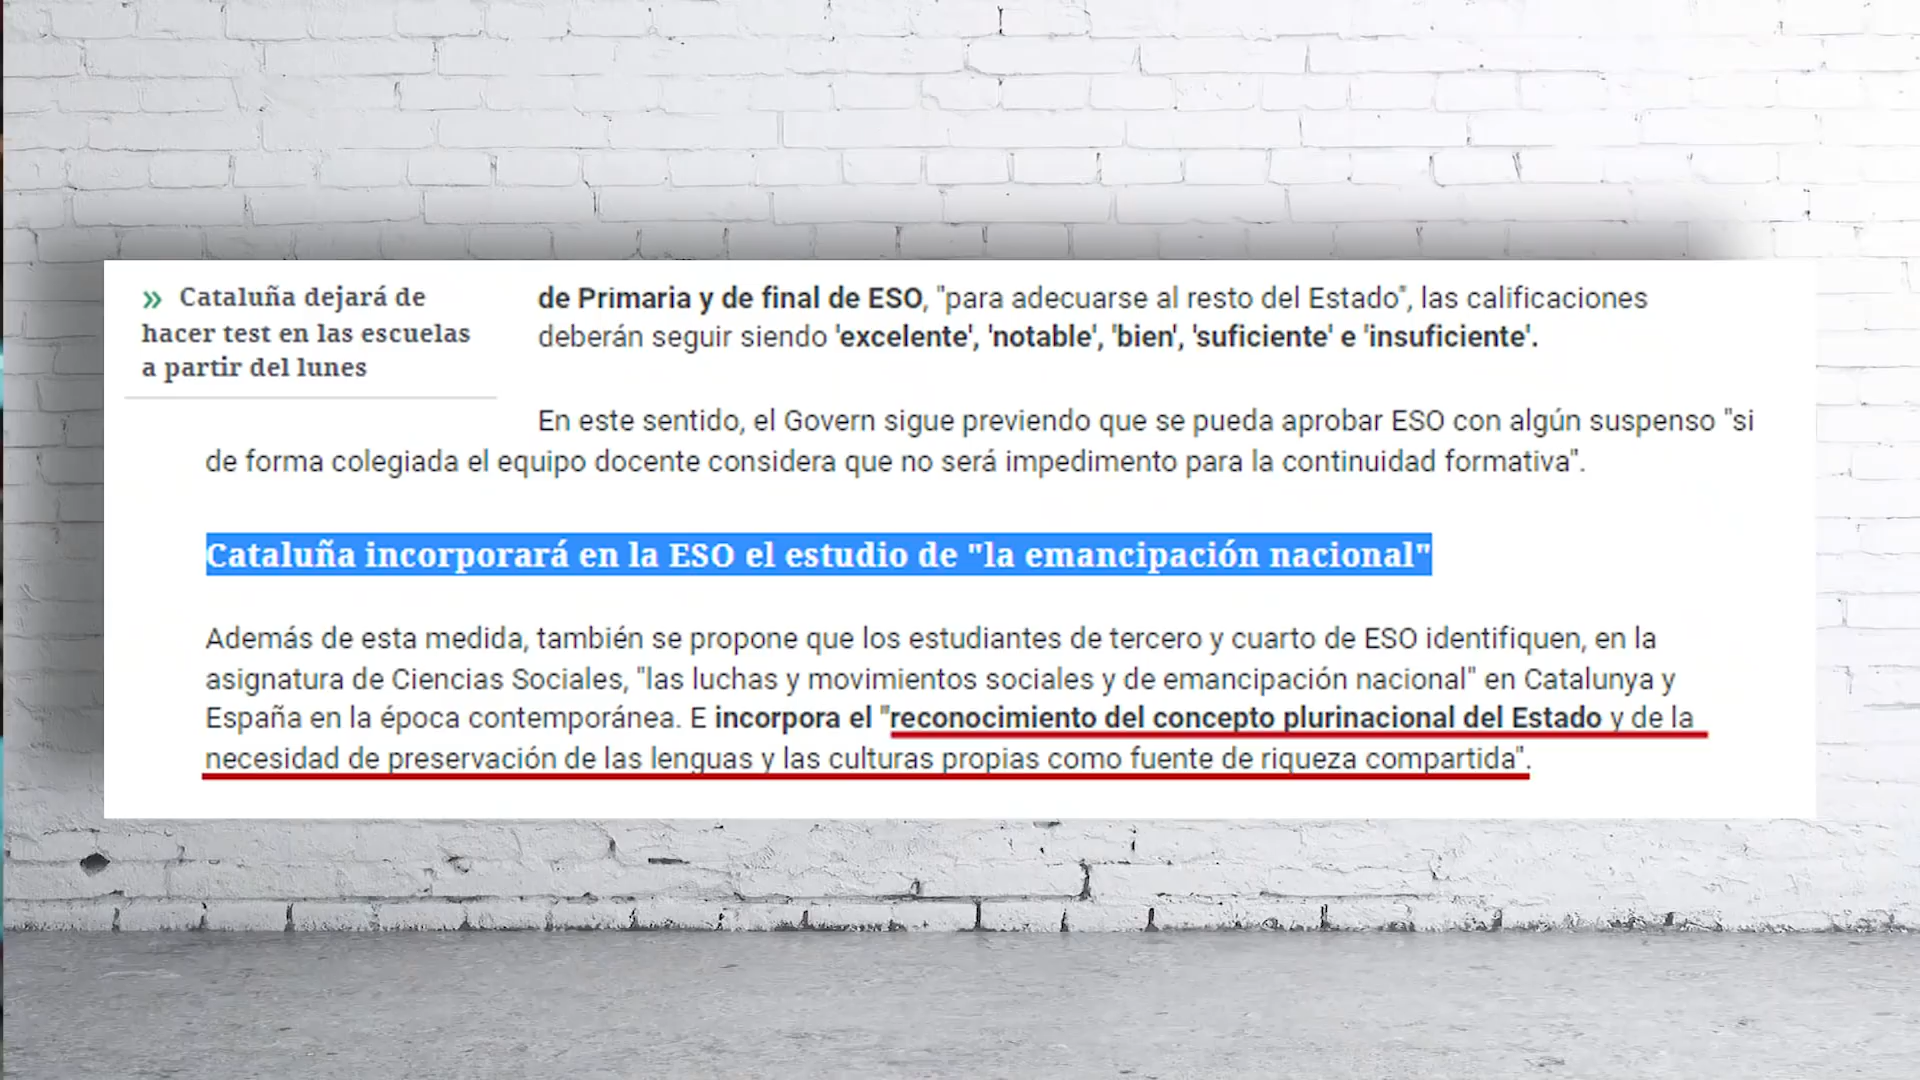 » Cataluña dejará de
hacer test en las escuelas
a partir del lunes
de Primaria y de final de ESO, "para adecuarse al resto del Estado", las calificaciones
deberán seguir siendo 'excelente', 'notable', 'bien', 'suficiente' e 'insuficiente'.
En este sentido, el Govern sigue previendo que se pueda aprobar ESO con algún suspenso "si
de forma colegiada el equipo docente considera que no será impedimento para la continuidad formativa".
Cataluña incorporará en la ESO el estudio de "la emancipación nacional"
Además de esta medida, también se propone que los estudiantes de tercero y cuarto de ESO identifiquen, en la
asignatura de Ciencias Sociales, "las luchas y movimientos sociales y de emancipación nacional" en Catalunya y
España en la época contemporánea. E incorpora el "reconocimiento del concepto plurinacional del Estado y de la
necesidad de preservación de las lenguas y las culturas propias como fuente de riqueza compartida".